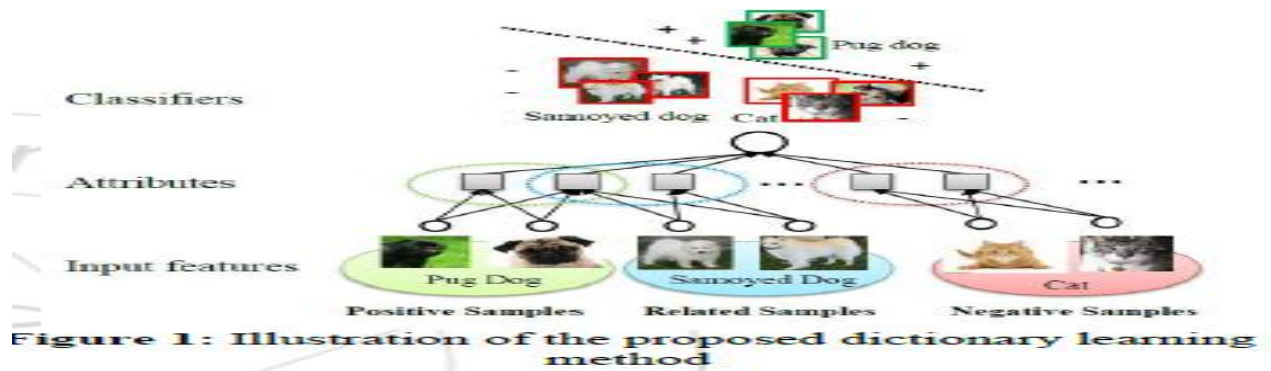 Pug dog
Classifiers
Samoyed dog Cat
Attributes
Input features
Pug Dog Samoyed Dog Cat
Positive Samples Related Samples Negative Samples
Figure 1: Illustration of the proposed dictionary learning
method